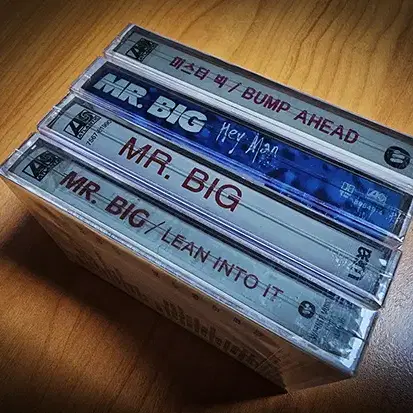 미스터 빅 / BUMP AHEAD
MR. BIG Hey Man
MR. BIG
MR. BIG / LEAN INTO IT